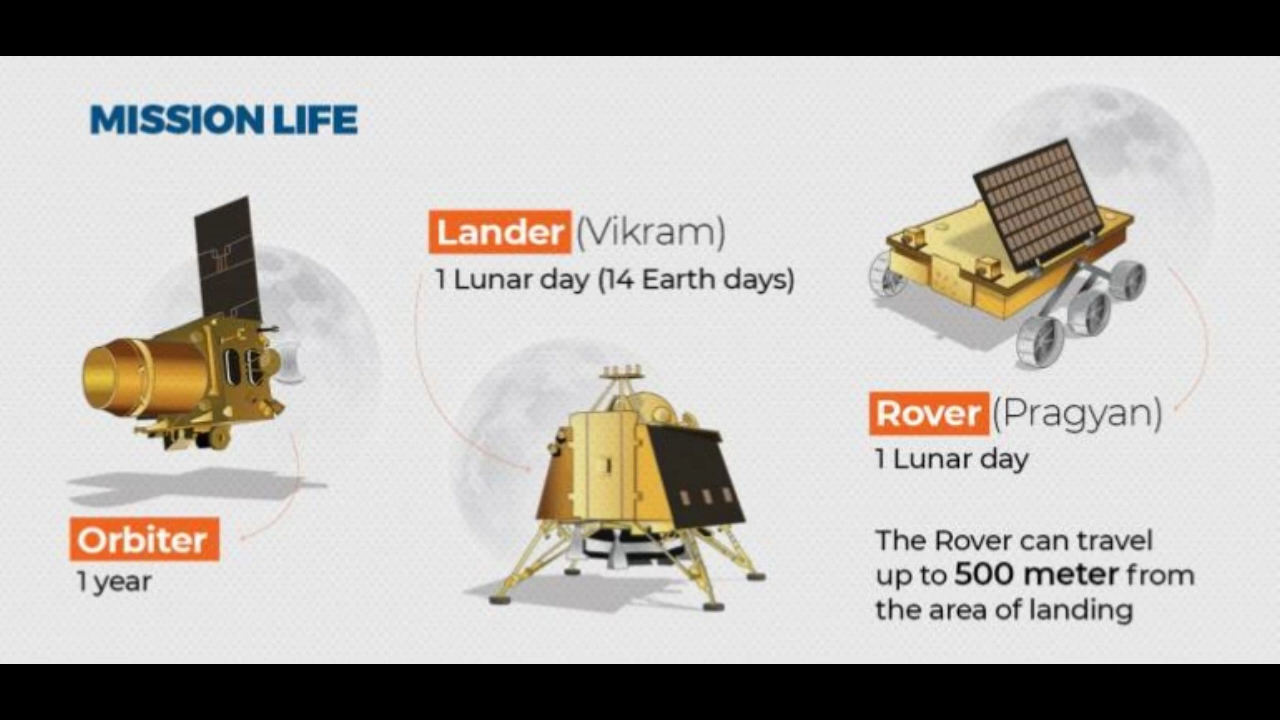 MISSION LIFE
Orbiter
1 year
Lander (Vikram)
1 Lunar day (14 Earth days)
Rover (Pragyan)
1 Lunar day
The Rover can travel
up to 500 meter from
the area of landing